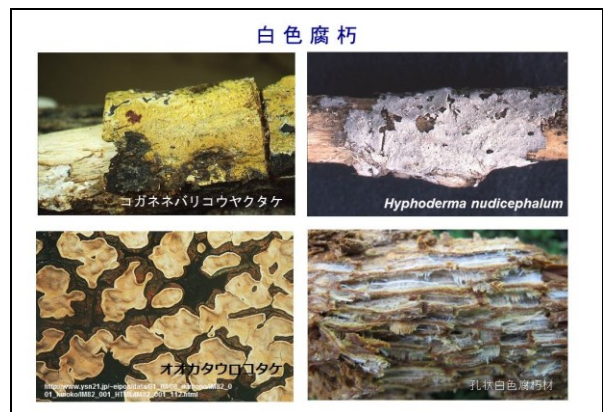 白色腐朽
コガネネバリコウヤクタケ
Hyphoderma nudicephalum
オオカタウロコタケ
孔状白色腐朽材